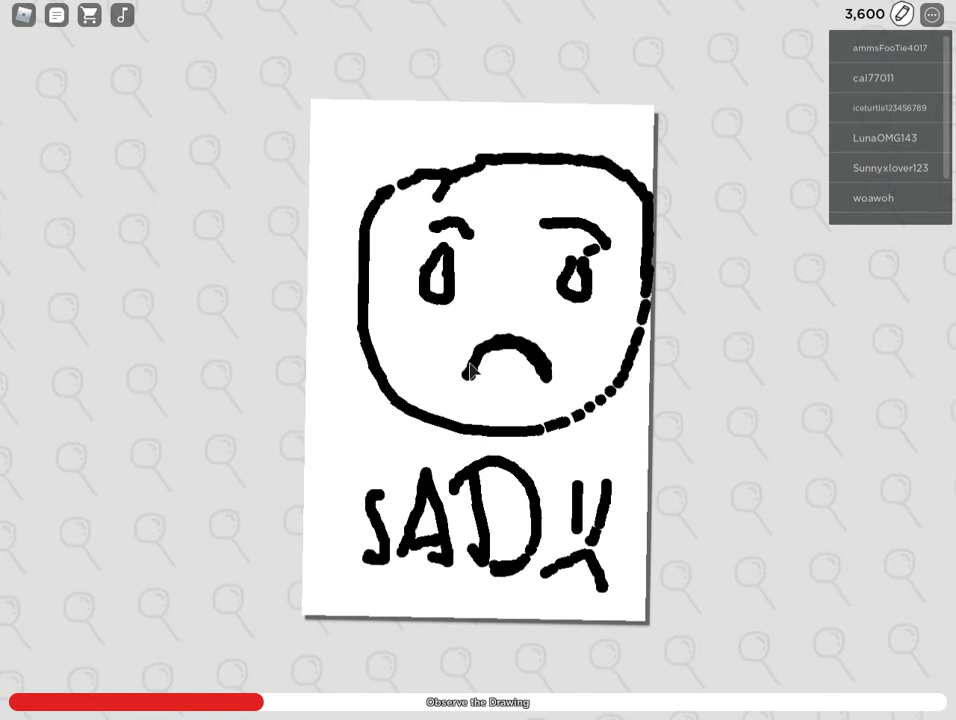 3,600
ammsFooTie4017
cal77011
iceturtle123456789
LunaOMG143
Sunnyxlover123
woawoh
SAD
Observe the Drawing